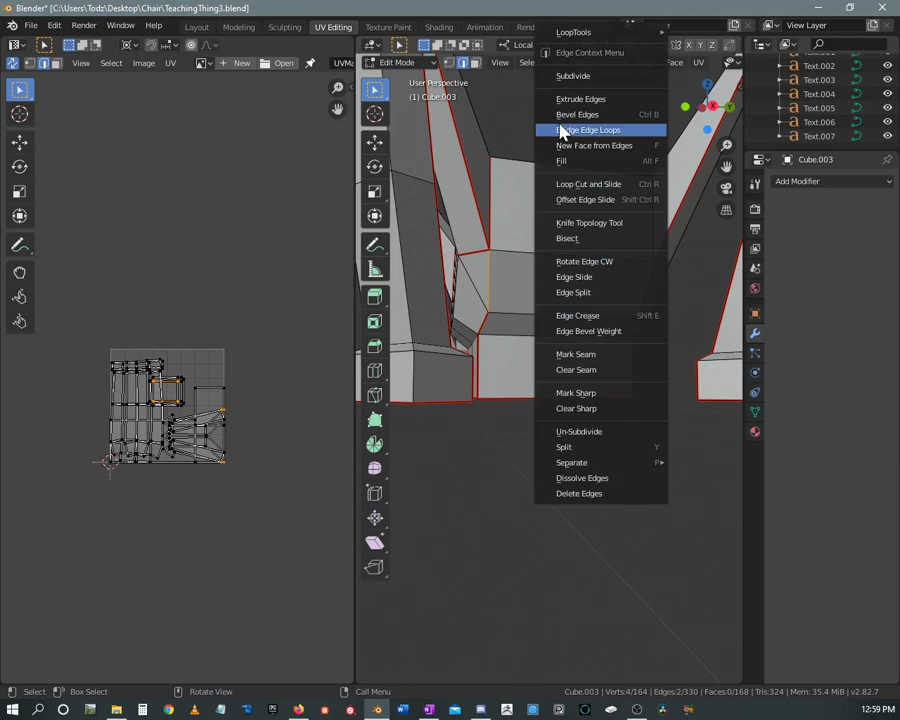 Blender* [C:\Users\Todz\Desktop\Chair\TeachingThing3.blend]
File Edit Render Window Help Layout Modeling Sculpting UV Editing Texture Paint Shading Animation Ren View Layer
View Select Image UV New Open UVMa
Edit Mode View Face UV
Local X Y Z
User Perspective
(1) Cube.003
LoopTools
Edge Context Menu
Subdivide
Extrude Edges
Bevel Edges Ctrl B
Edge Loops
New Face from Edges F
Fill Alt F
Loop Cut and Slide Ctrl R
Offset Edge Slide Shift Ctrl R
Knife Topology Tool
Bisect
Rotate Edge CW
Edge Slide
Edge Split
Edge Crease Shift E
Edge Bevel Weight
Mark Seam
Clear Seam
Mark Sharp
Clear Sharp
Un-Subdivide
Split Y
Separate P
Dissolve Edges
Delete Edges
Z
X
Y
Text.002
Text.003
Text.004
Text.005
Text.006
Text.007
Cube.003
Add Modifier
Select Box Select Rotate View Call Menu Cube.003 | Verts:4/164 | Edges:2/330 | Faces:0/168 | Tris:324 | Mem: 35.4 MiB | v2.82.7
12:59 PM